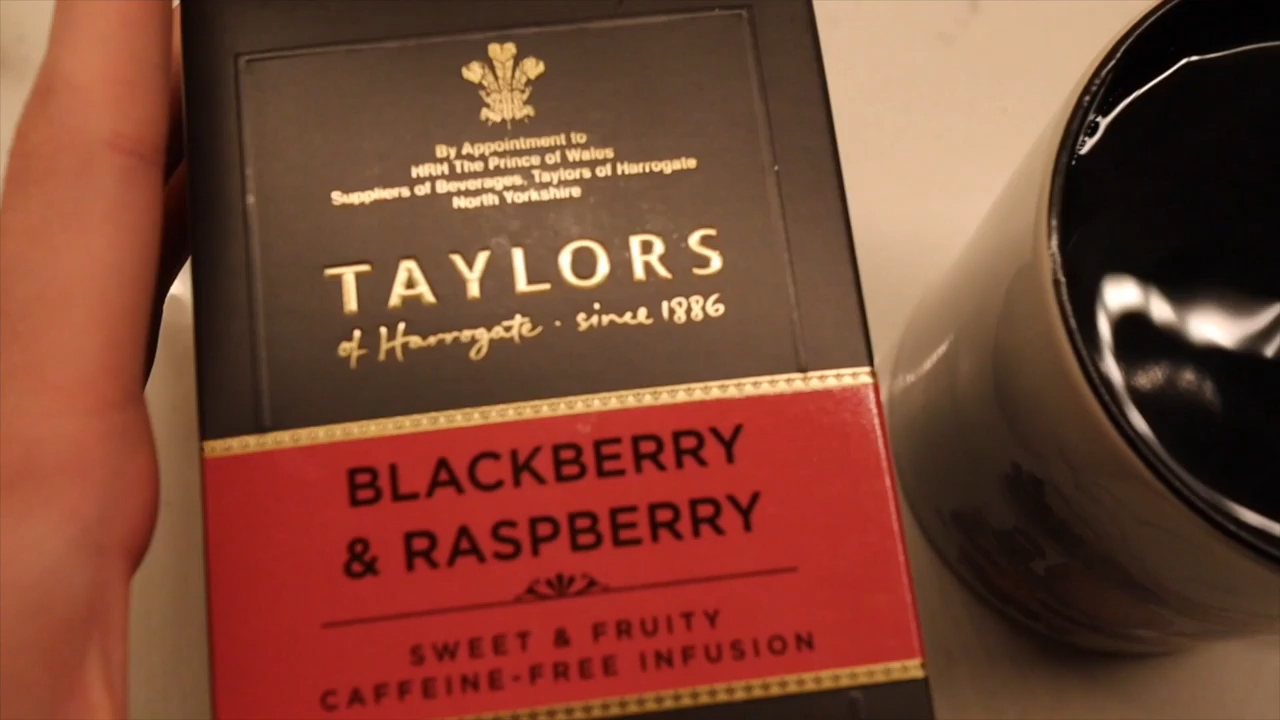 By Appointment to
HRH The Prince of Wales
Suppliers of Beverages, Taylors of Harrogate
North Yorkshire
TAYLORS
of Harrogate · since 1886
BLACKBERRY
& RASPBERRY
SWEET & FRUITY
CAFFEINE-FREE INFUSION